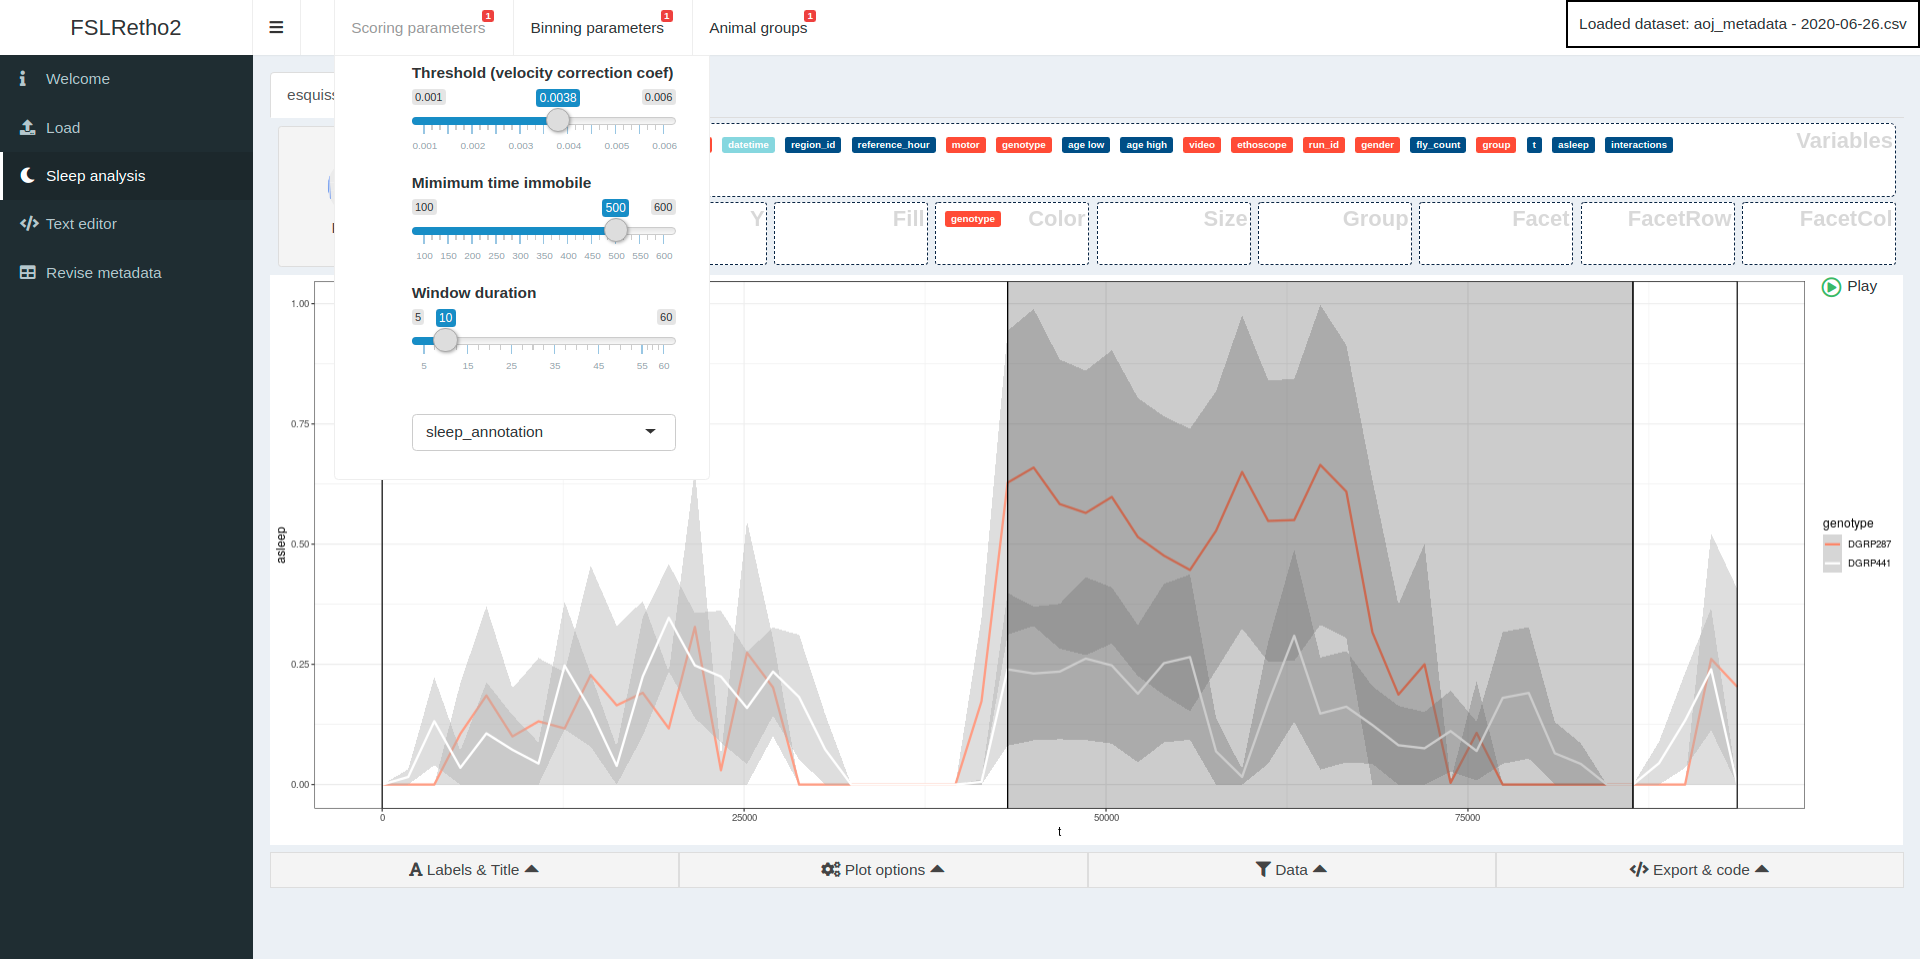 FSLRetho2
Scoring parameters 1
Binning parameters 1
Animal groups 1
Loaded dataset: aoj_metadata - 2020-06-26.csv
Welcome
Load
Sleep analysis
Text editor
Revise metadata
Threshold (velocity correction coef)
0.001 0.0038 0.006
0.001 0.002 0.003 0.004 0.005 0.006
Mimimum time immobile
100 500 600
100 150 200 250 300 350 400 450 500 550 600
Window duration
5 10 60
5 15 25 35 45 55 60
sleep_annotation
datetime region_id reference_hour motor genotype age low age high video ethoscope run_id gender fly_count group t asleep interactions
Variables
Y
Fill
genotype Color
Size
Group
Facet
FacetRow
FacetCol
Play
1.00
0.75
0.50
0.25
0.00
asleep
0 25000 50000 75000
t
genotype
DGRP287
DGRP441
Labels & Title
Plot options
Data
Export & code